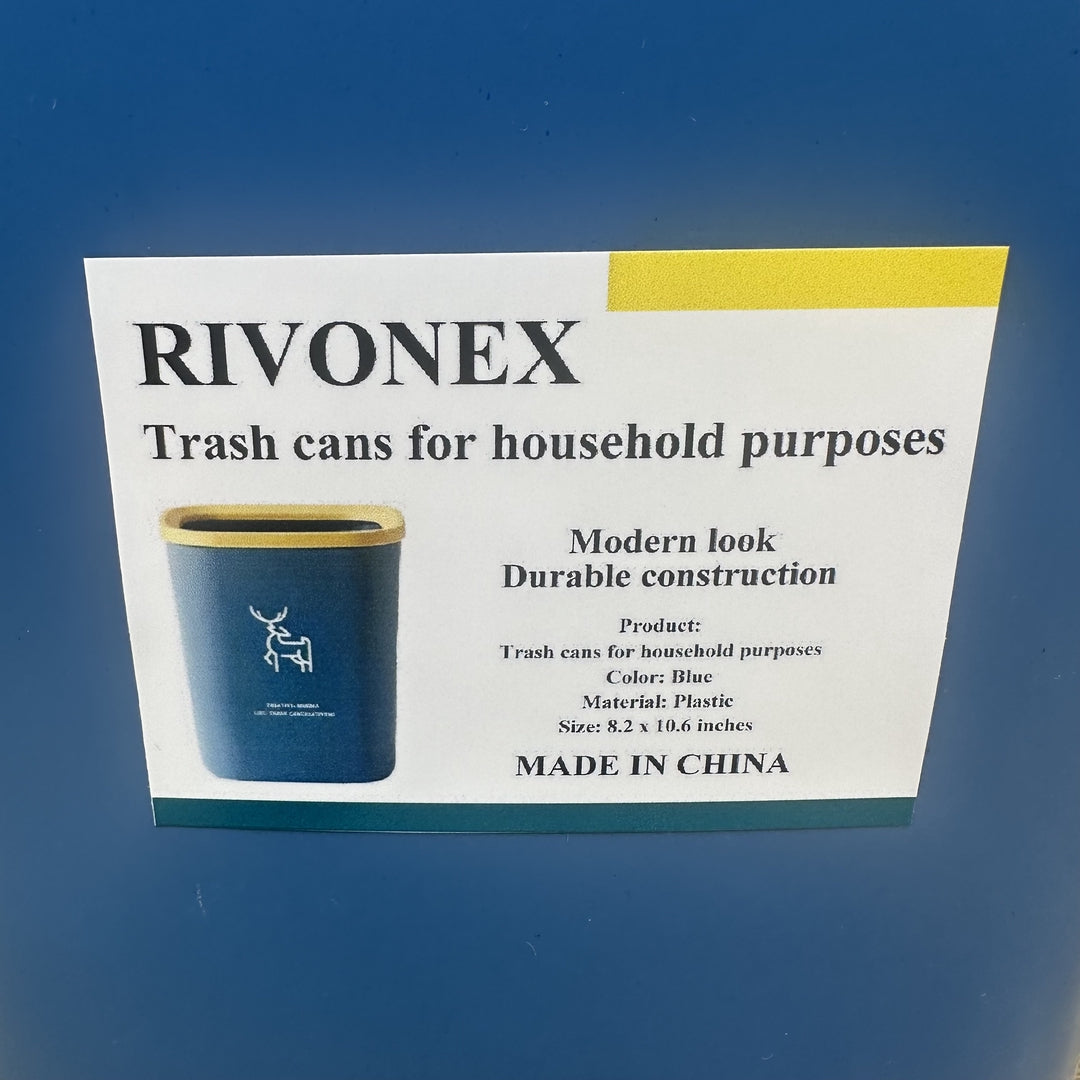 RIVONEX
Trash cans for household purposes
Modern look
Durable construction
Product:
Trash cans for household purposes
Color: Blue
Material: Plastic
Size: 8.2 x 10.6 inches
MADE IN CHINA